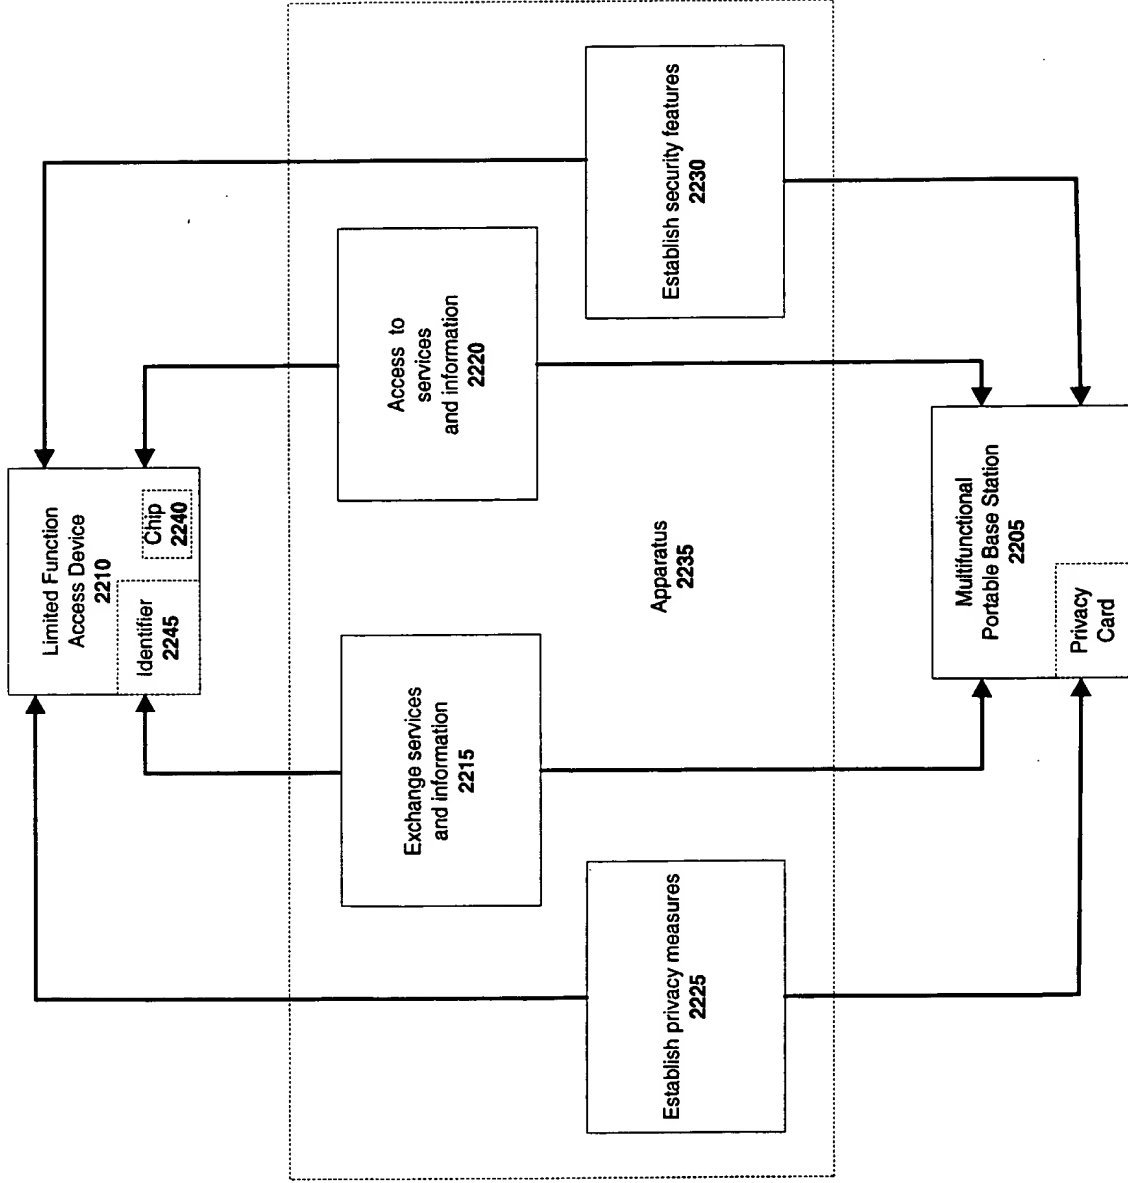 Limited Function
Access Device
2210
Identifier
2245
Chip
2240
Establish privacy measures
2225
Exchange services
and information
2215
Access to
services
and information
2220
Establish security features
2230
Apparatus
2235
Multifunctional
Portable Base Station
2205
Privacy
Card